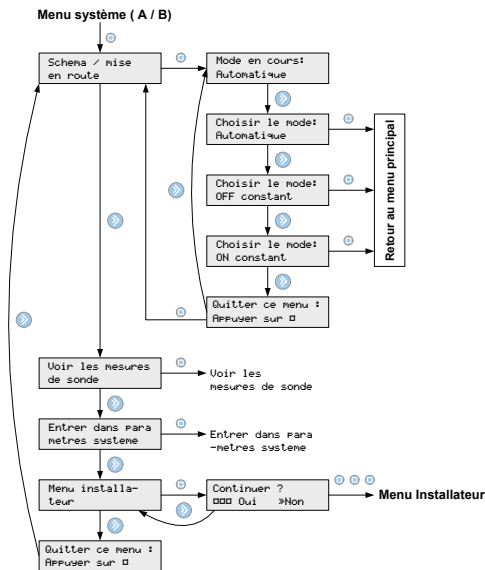 Menu système ( A / B)
Schema / mise
en route
Mode en cours:
Automatique
Choisir le mode:
Automatique
Choisir le mode:
OFF constant
Choisir le mode:
ON constant
Quitter ce menu :
Appuyer sur □
Retour au menu principal
Voir les mesures
de sonde
Voir les
mesures de sonde
Entrer dans para
metres systeme
Entrer dans para
-metres systeme
Menu installa-
teur
Continuer ?
□□□ Oui »Non
Menu Installateur
Quitter ce menu :
Appuyer sur □